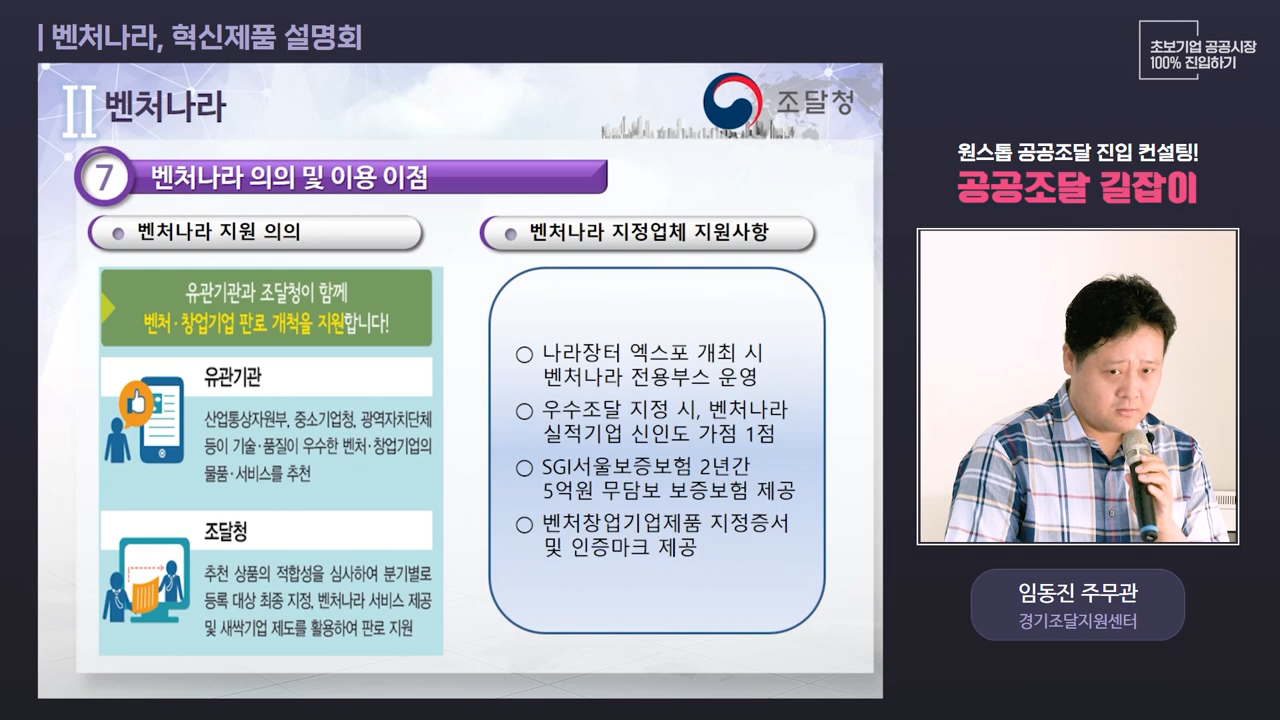 | 벤처나라, 혁신제품 설명회
초보기업 공공시장
100% 진입하기
II 벤처나라
조달청
7 벤처나라 의의 및 이용 이점
벤처나라 지원 의의
유관기관과 조달청이 함께
벤처·창업기업 판로 개척을 지원합니다!
유관기관
산업통상자원부, 중소기업청, 광역자치단체
등이 기술·품질이 우수한 벤처·창업기업의
물품·서비스를 추천
조달청
추천 상품의 적합성을 심사하여 분기별로
등록 대상 최종 지정, 벤처나라 서비스 제공
및 새싹기업 제도를 활용하여 판로 지원
벤처나라 지정업체 지원사항
○ 나라장터 엑스포 개최 시
벤처나라 전용부스 운영
○ 우수조달 지정 시, 벤처나라
실적기업 신인도 가점 1점
○ SGI서울보증보험 2년간
5억원 무담보 보증보험 제공
○ 벤처창업기업제품 지정증서
및 인증마크 제공
원스톱 공공조달 진입 컨설팅!
공공조달 길잡이
임동진 주무관
경기조달지원센터